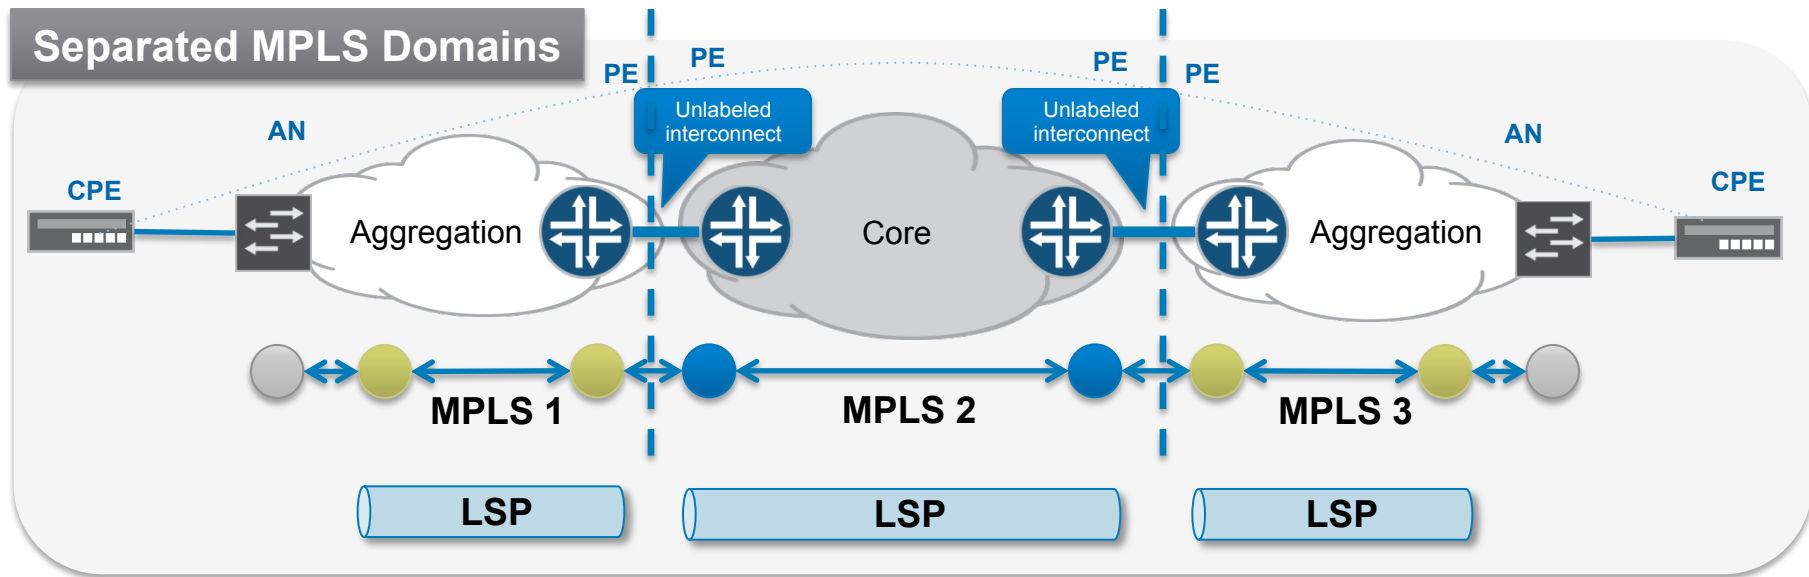 Separated MPLS Domains
PE
PE
PE
PE
Unlabeled
interconnect
Unlabeled
interconnect
AN
AN
CPE
CPE
Aggregation
Core
Aggregation
MPLS 1
MPLS 2
MPLS 3
LSP
LSP
LSP